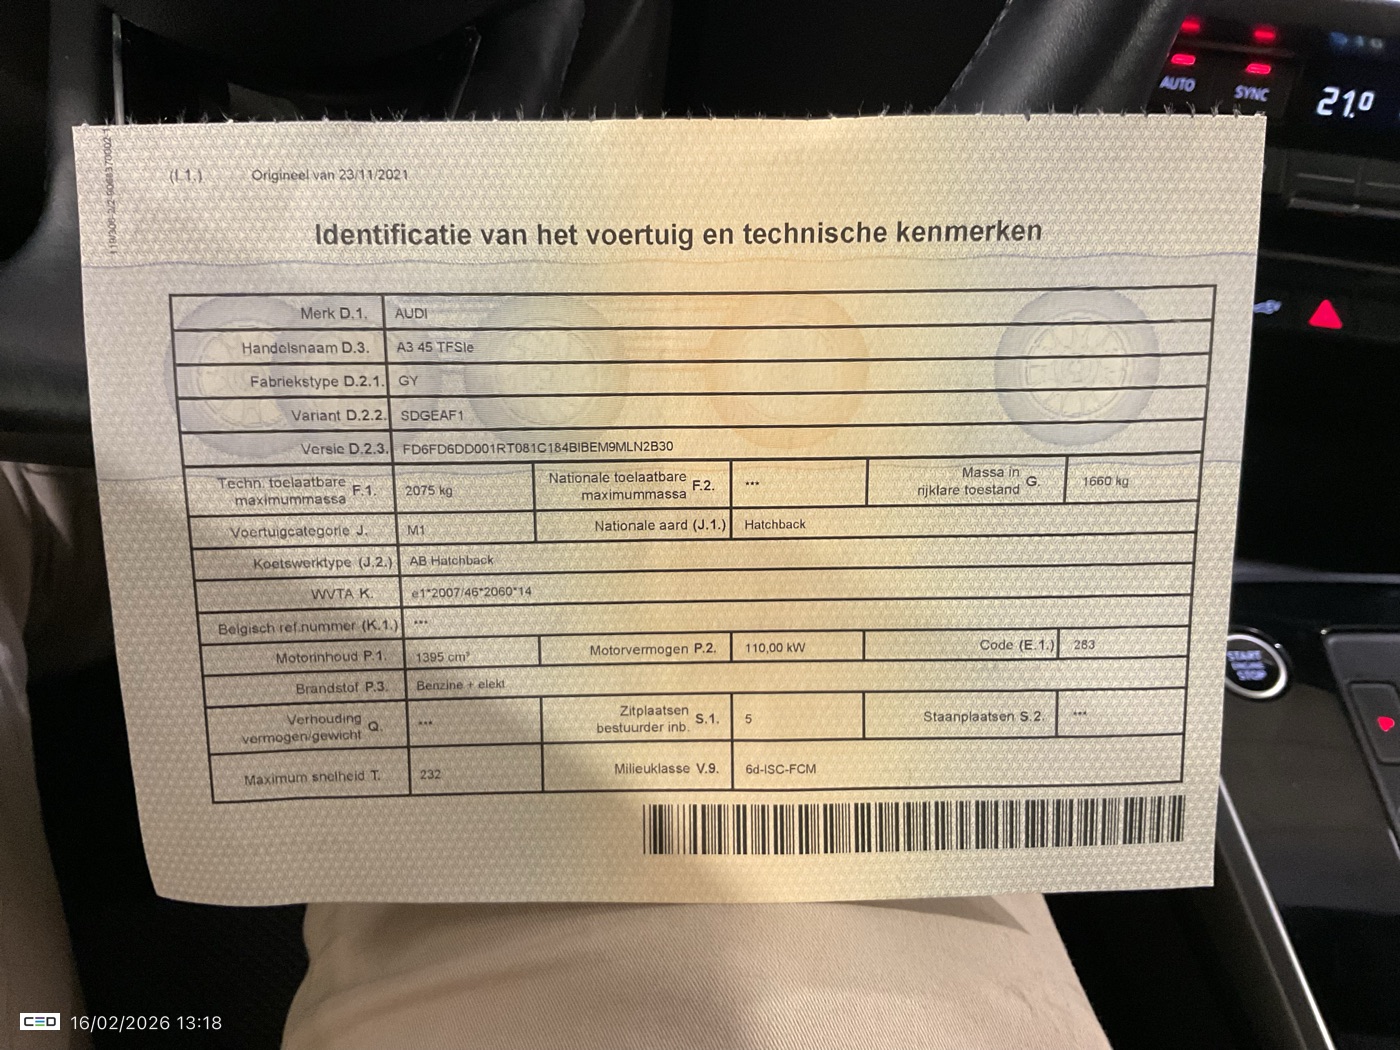 AUTO SYNC 21.0
(I.1.) Origineel van 23/11/2021
Identificatie van het voertuig en technische kenmerken
Merk D.1. AUDI
Handelsnaam D.3. A3 45 TFSIe
Fabriekstype D.2.1. GY
Variant D.2.2. SDGEAF1
Versie D.2.3. FD6FD6DD001RT081C184BIBEM9MLN2B30
Techn. toelaatbare maximummassa F.1. 2075 kg Nationale toelaatbare maximummassa F.2. *** Massa in rijklare toestand G. 1660 kg
Voertuigcategorie J. M1 Nationale aard (J.1.) Hatchback
Koetswerktype (J.2.) AB Hatchback
WVTA K. e1*2007/46*2060*14
Belgisch ref.nummer (K.1.) ***
Motorinhoud P.1. 1395 cm³ Motorvermogen P.2. 110,00 kW Code (E.1.) 283
Brandstof P.3. Benzine + elekt
Verhouding vermogen/gewicht Q. *** Zitplaatsen bestuurder inb. S.1. 5 Staanplaatsen S.2. ***
Maximum snelheid T. 232 Milieuklasse V.9. 6d-ISC-FCM
START
STOP
CED 16/02/2026 13:18